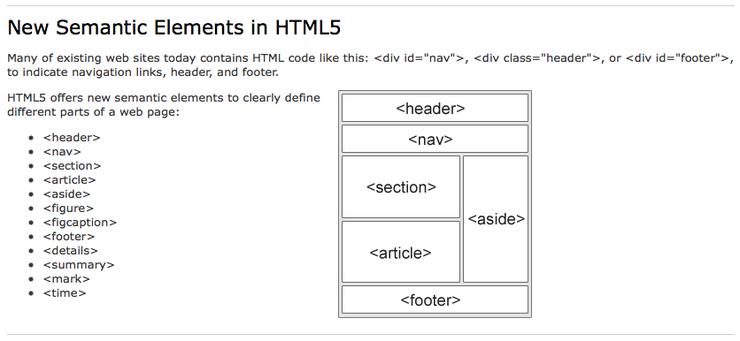 New Semantic Elements in HTML5
Many of existing web sites today contains HTML code like this: <div id="nav">, <div class="header">, or <div id="footer">,
to indicate navigation links, header, and footer.
HTML5 offers new semantic elements to clearly define
different parts of a web page:
<header>
<nav>
<section>
<article>
<aside>
<figure>
<figcaption>
<footer>
<details>
<summary>
<mark>
<time>
<header>
<nav>
<section>
<aside>
<article>
<footer>